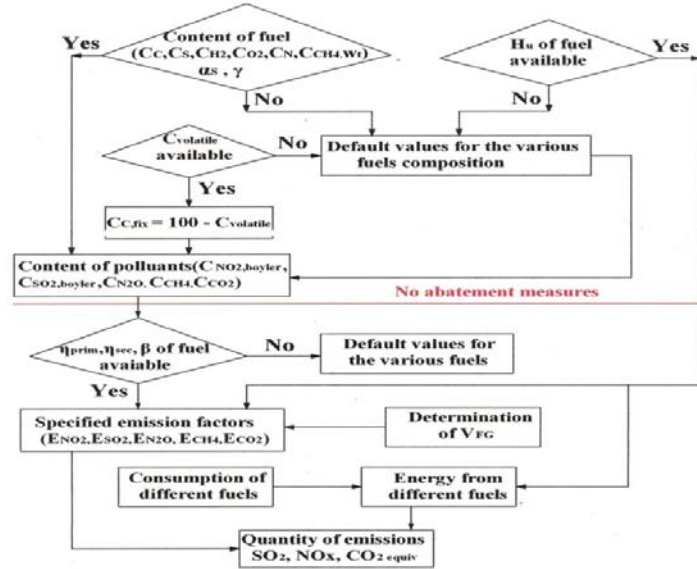 Yes
Content of fuel
(CC,CS,CH2,CO2,CN,CCH4,Wt)
αS , γ
Hu of fuel
available
Yes
No
No
Cvolatile
available
No
Default values for the various
fuels composition
Yes
CC,fix = 100 - Cvolatile
Content of polluants(C NO2,boyler,
CSO2,boyler,CN2O, CCH4,CCO2)
No abatement measures
ηprim,ηsec, β of fuel
avaiable
No
Default values for
the various fuels
Yes
Specified emission factors
(ENO2,ESO2,EN2O, ECH4,ECO2)
Determination
of VFG
Consumption of
different fuels
Energy from
different fuels
Quantity of emissions
SO2, NOx, CO2 equiv